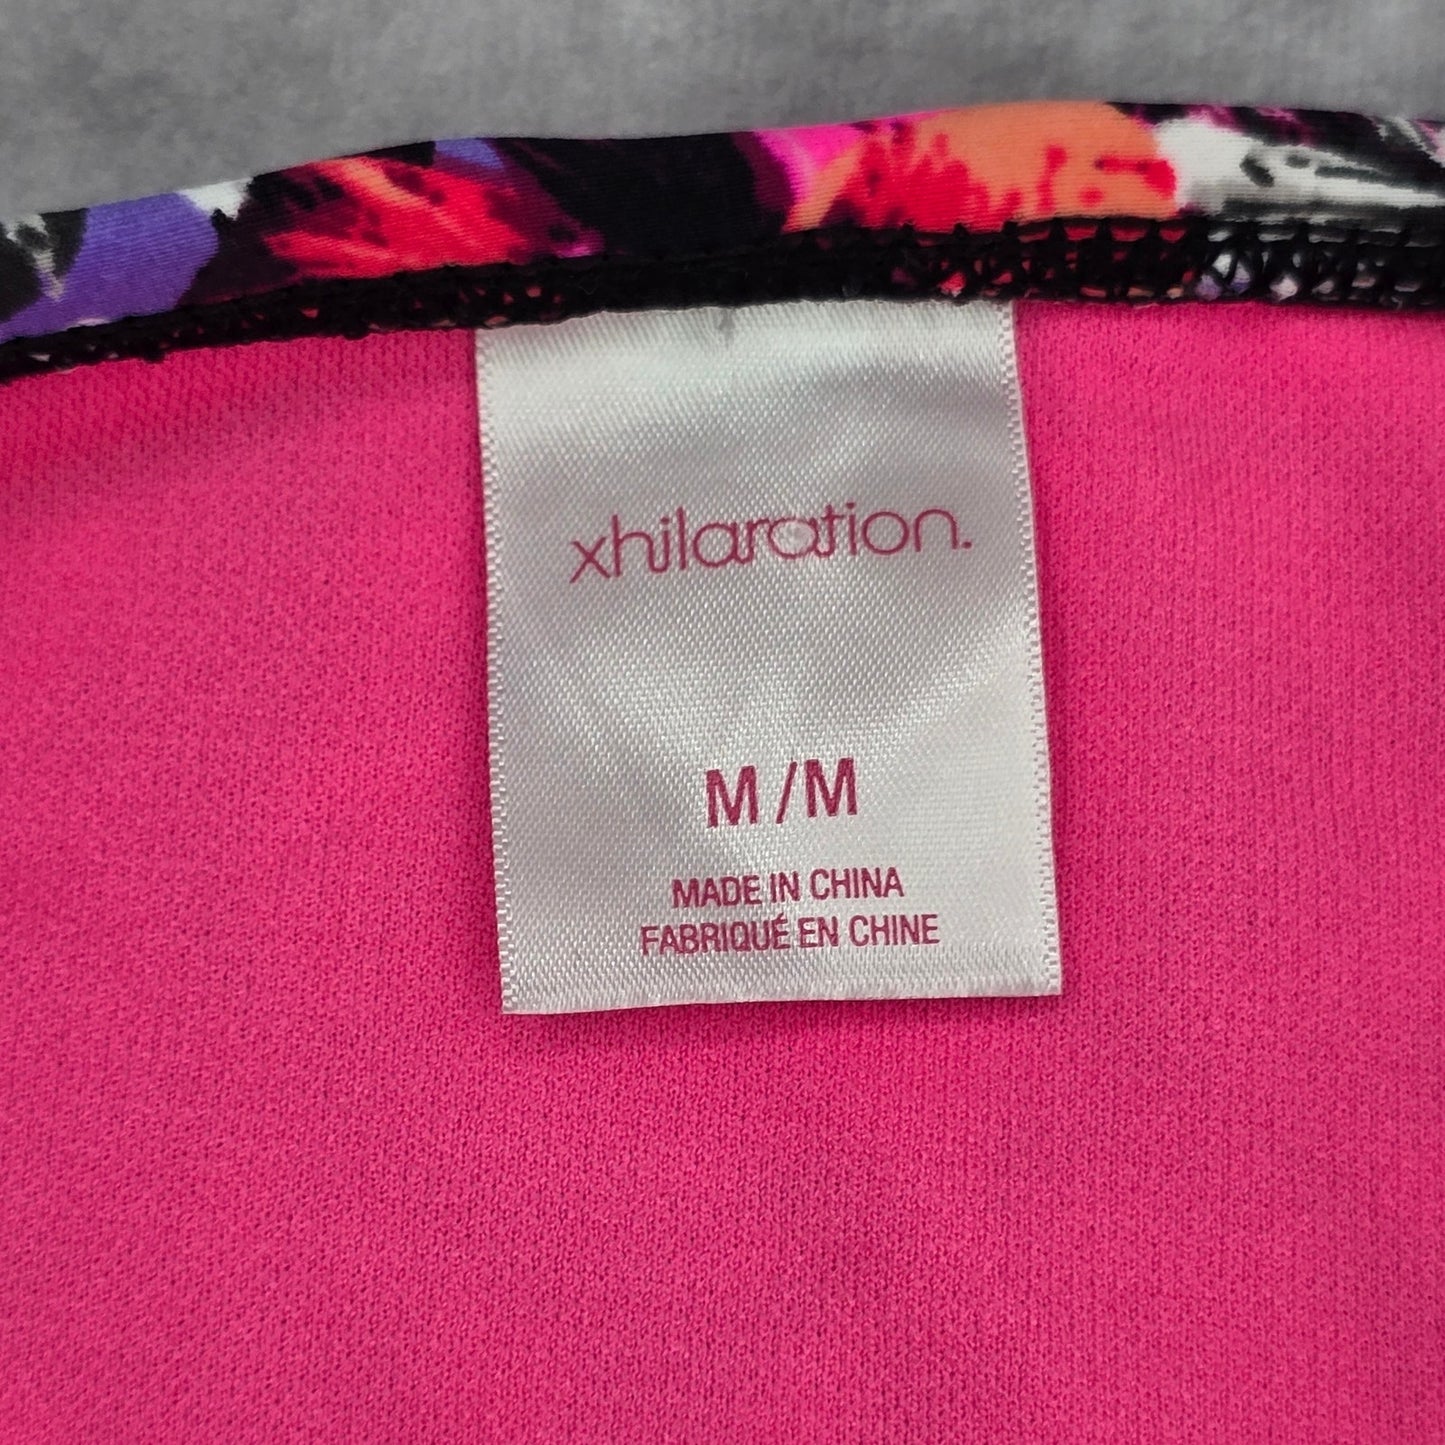 xhilaration.
M/M
MADE IN CHINA
FABRIQUÉ EN CHINE